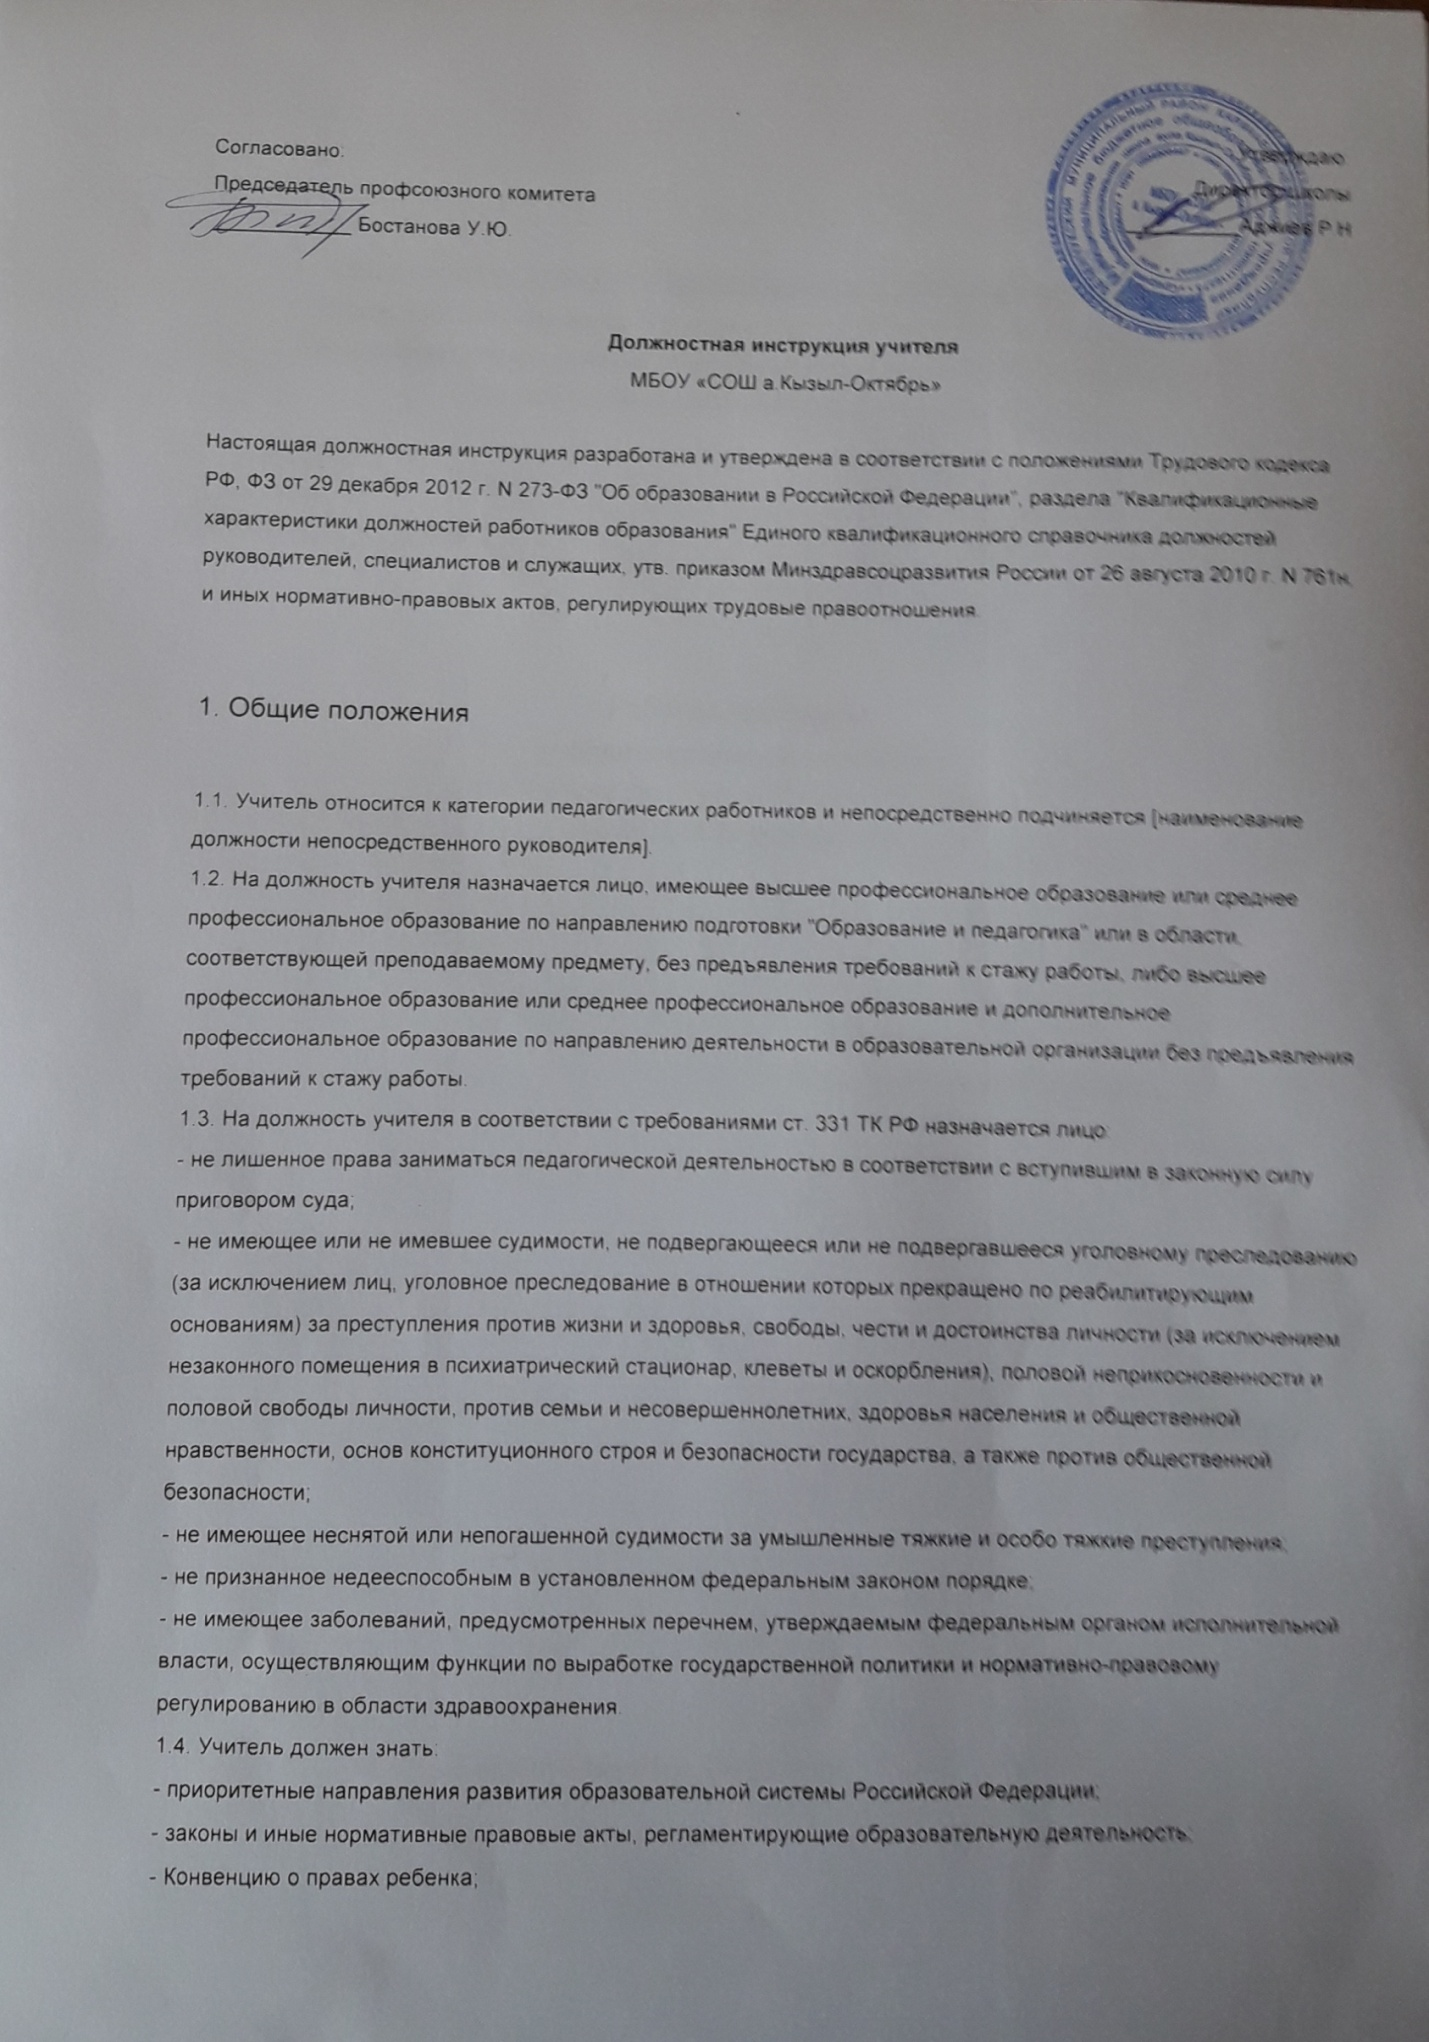 Согласовано:
Утверждаю
Председатель профсоюзного комитета
Директор школы
Бостанова У.Ю.
Аджиев Р.Н
МУНИЦИПАЛЬНЫЙ РАЙОН
Должностная инструкция учителя
МБОУ «СОШ а.Кызыл-Октябрь»
Настоящая должностная инструкция разработана и утверждена в соответствии с положениями Трудового кодекса
РФ, ФЗ от 29 декабря 2012 г. N 273-ФЗ "Об образовании в Российской Федерации", раздела "Квалификационные
характеристики должностей работников образования" Единого квалификационного справочника должностей
руководителей, специалистов и служащих, утв. приказом Минздравсоцразвития России от 26 августа 2010 г. N 761н,
и иных нормативно-правовых актов, регулирующих трудовые правоотношения.
1. Общие положения
1.1. Учитель относится к категории педагогических работников и непосредственно подчиняется [наименование
должности непосредственного руководителя].
1.2. На должность учителя назначается лицо, имеющее высшее профессиональное образование или среднее
профессиональное образование по направлению подготовки "Образование и педагогика" или в области,
соответствующей преподаваемому предмету, без предъявления требований к стажу работы, либо высшее
профессиональное образование или среднее профессиональное образование и дополнительное
профессиональное образование по направлению деятельности в образовательной организации без предъявления
требований к стажу работы.
1.3. На должность учителя в соответствии с требованиями ст. 331 ТК РФ назначается лицо:
- не лишенное права заниматься педагогической деятельностью в соответствии с вступившим в законную силу
приговором суда;
- не имеющее или не имевшее судимости, не подвергающееся или не подвергавшееся уголовному преследованию
(за исключением лиц, уголовное преследование в отношении которых прекращено по реабилитирующим
основаниям) за преступления против жизни и здоровья, свободы, чести и достоинства личности (за исключением
незаконного помещения в психиатрический стационар, клеветы и оскорбления), половой неприкосновенности и
половой свободы личности, против семьи и несовершеннолетних, здоровья населения и общественной
нравственности, основ конституционного строя и безопасности государства, а также против общественной
безопасности;
- не имеющее неснятой или непогашенной судимости за умышленные тяжкие и особо тяжкие преступления;
- не признанное недееспособным в установленном федеральным законом порядке;
- не имеющее заболеваний, предусмотренных перечнем, утверждаемым федеральным органом исполнительной
власти, осуществляющим функции по выработке государственной политики и нормативно-правовому
регулированию в области здравоохранения.
1.4. Учитель должен знать:
- приоритетные направления развития образовательной системы Российской Федерации;
- законы и иные нормативные правовые акты, регламентирующие образовательную деятельность;
- Конвенцию о правах ребенка;